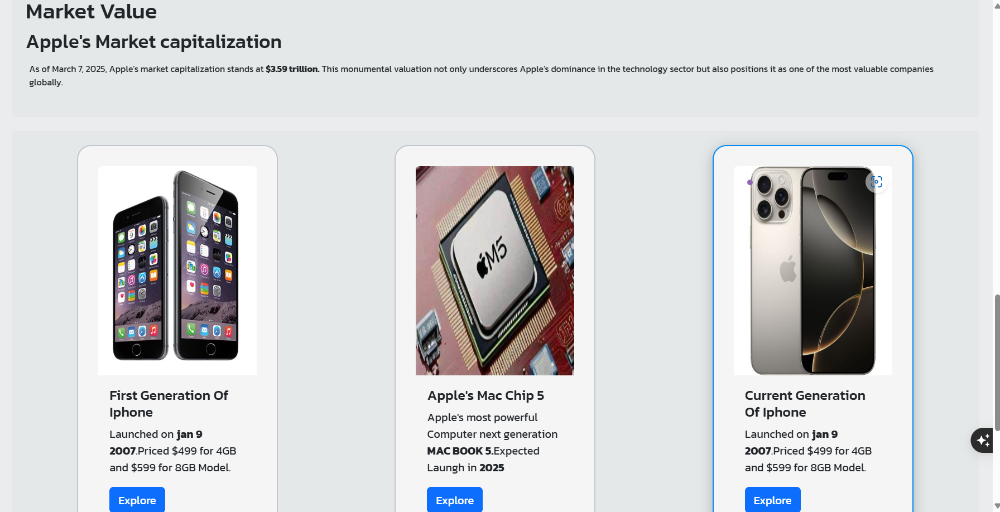 Market Value
Apple's Market capitalization
As of March 7, 2025, Apple's market capitalization stands at $3.59 trillion. This monumental valuation not only underscores Apple's dominance in the technology sector but also positions it as one of the most valuable companies
globally.
M5
First Generation Of
Iphone
Launched on jan 9
2007.Priced $499 for 4GB
and $599 for 8GB Model.
Explore
Apple's Mac Chip 5
Apple's most powerful
Computer next generation
MAC BOOK 5.Expected
Laungh in 2025
Explore
Current Generation
Of Iphone
Launched on jan 9
2007.Priced $499 for 4GB
and $599 for 8GB Model.
Explore